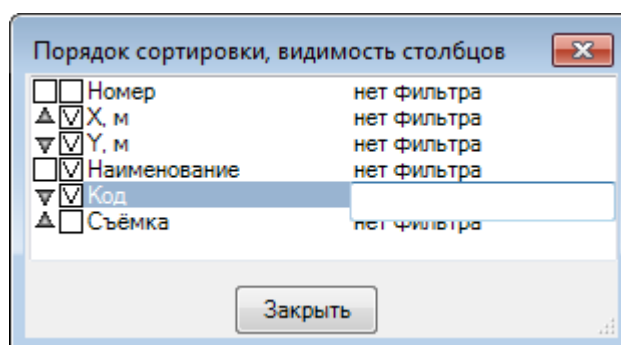 Порядок сортировки, видимость столбцов
Номер нет фильтра
X, м нет фильтра
Y, м нет фильтра
Наименование нет фильтра
Код
Съёмка нет фильтра
Закрыть